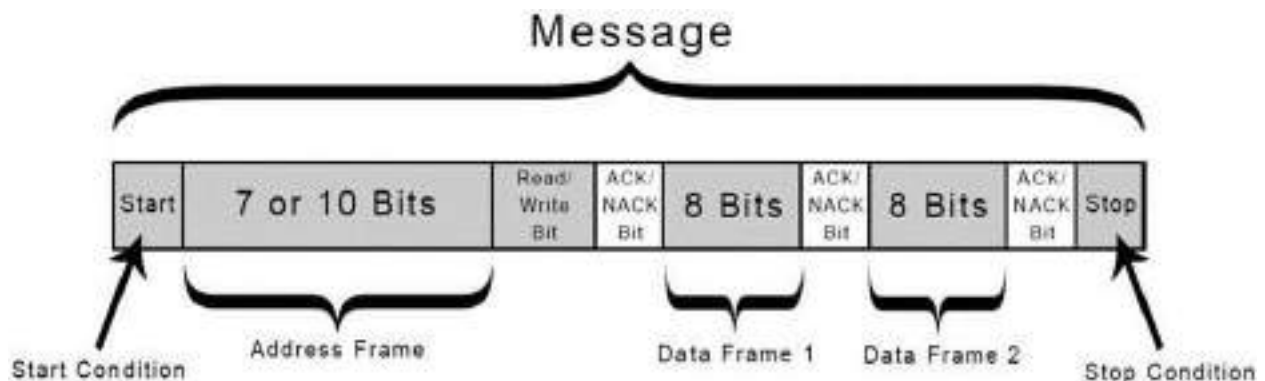 Message
Start
7 or 10 Bits
Read/
Write
Bit
ACK/
NACK
Bit
8 Bits
ACK/
NACK
Bit
8 Bits
ACK/
NACK
Bit
Stop
Start Condition
Address Frame
Data Frame 1
Data Frame 2
Stop Condition